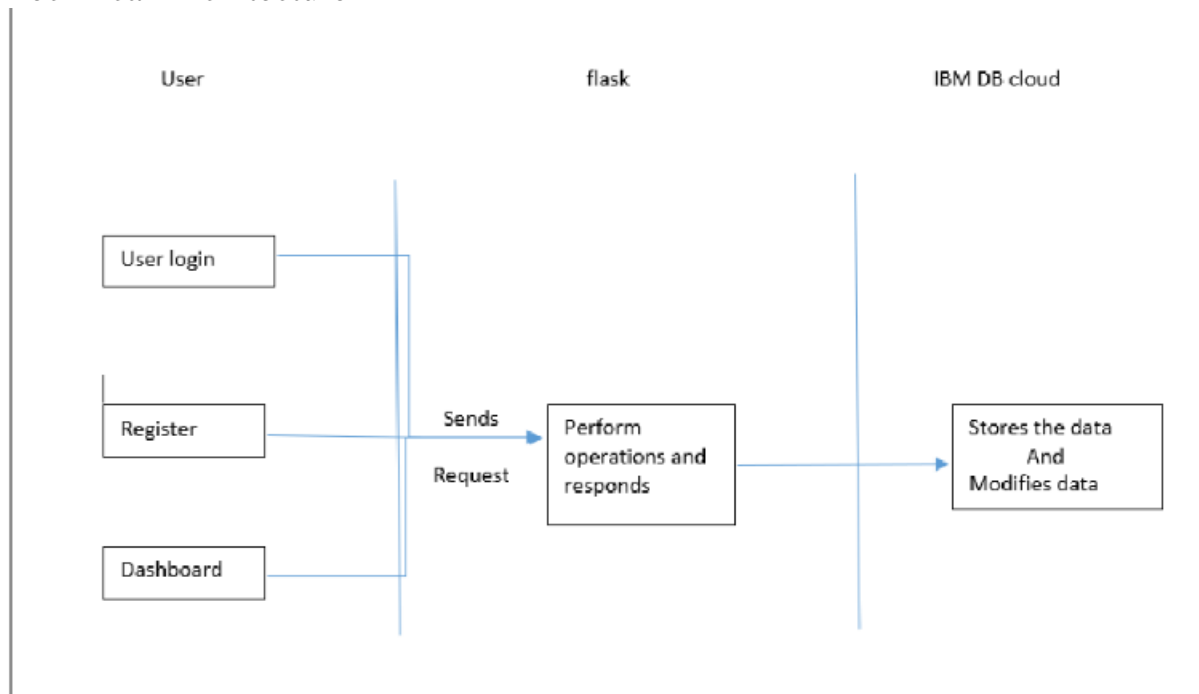 User
flask
IBM DB cloud
User login
Register
Dashboard
Sends
Request
Perform
operations and
responds
Stores the data
And
Modifies data